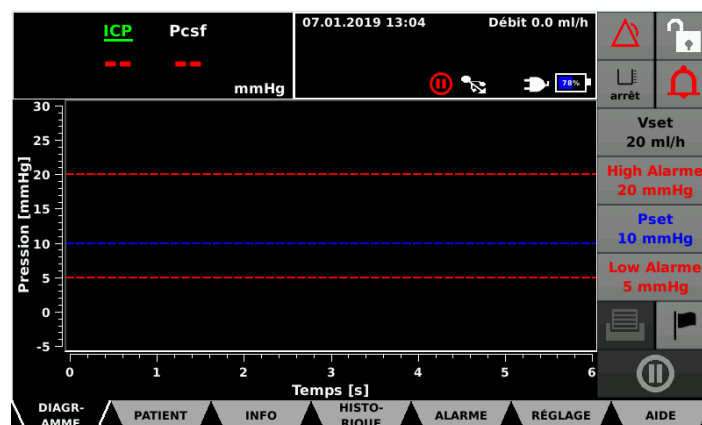 ICP Pcsf
-- --
mmHg
07.01.2019 13:04 Débit 0.0 ml/h
78%
arrêt
Vset
20 ml/h
High Alarme
20 mmHg
Pset
10 mmHg
Low Alarme
5 mmHg
Pression [mmHg]
30
25
20
15
10
5
0
-5
0 1 2 3 4 5 6
Temps [s]
DIAGR-
AMME
PATIENT
INFO
HISTO-
RIQUE
ALARME
RÉGLAGE
AIDE